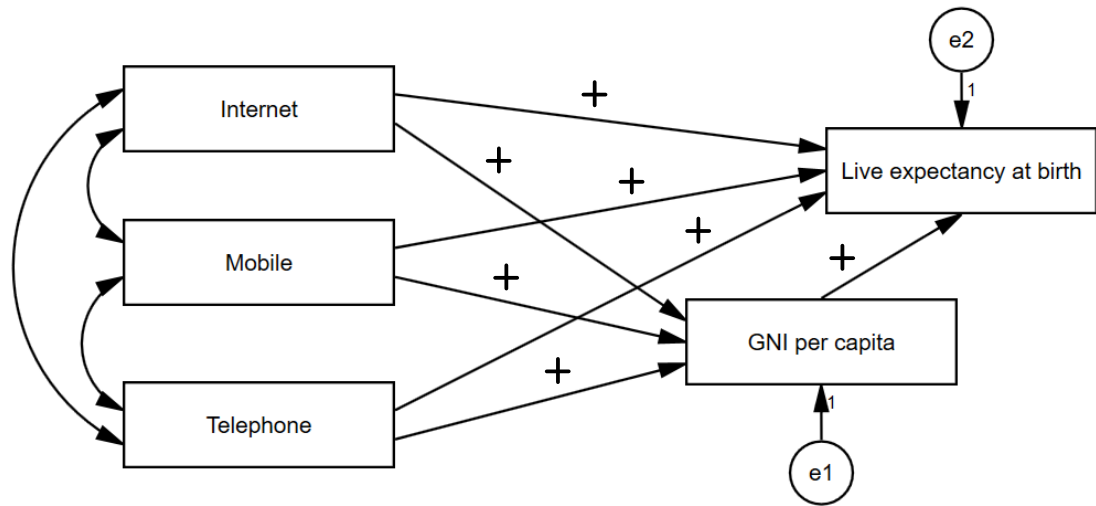 e2
1
Internet
+
Live expectancy at birth
+
+
+
Mobile
+
+
GNI per capita
+
Telephone
1
e1